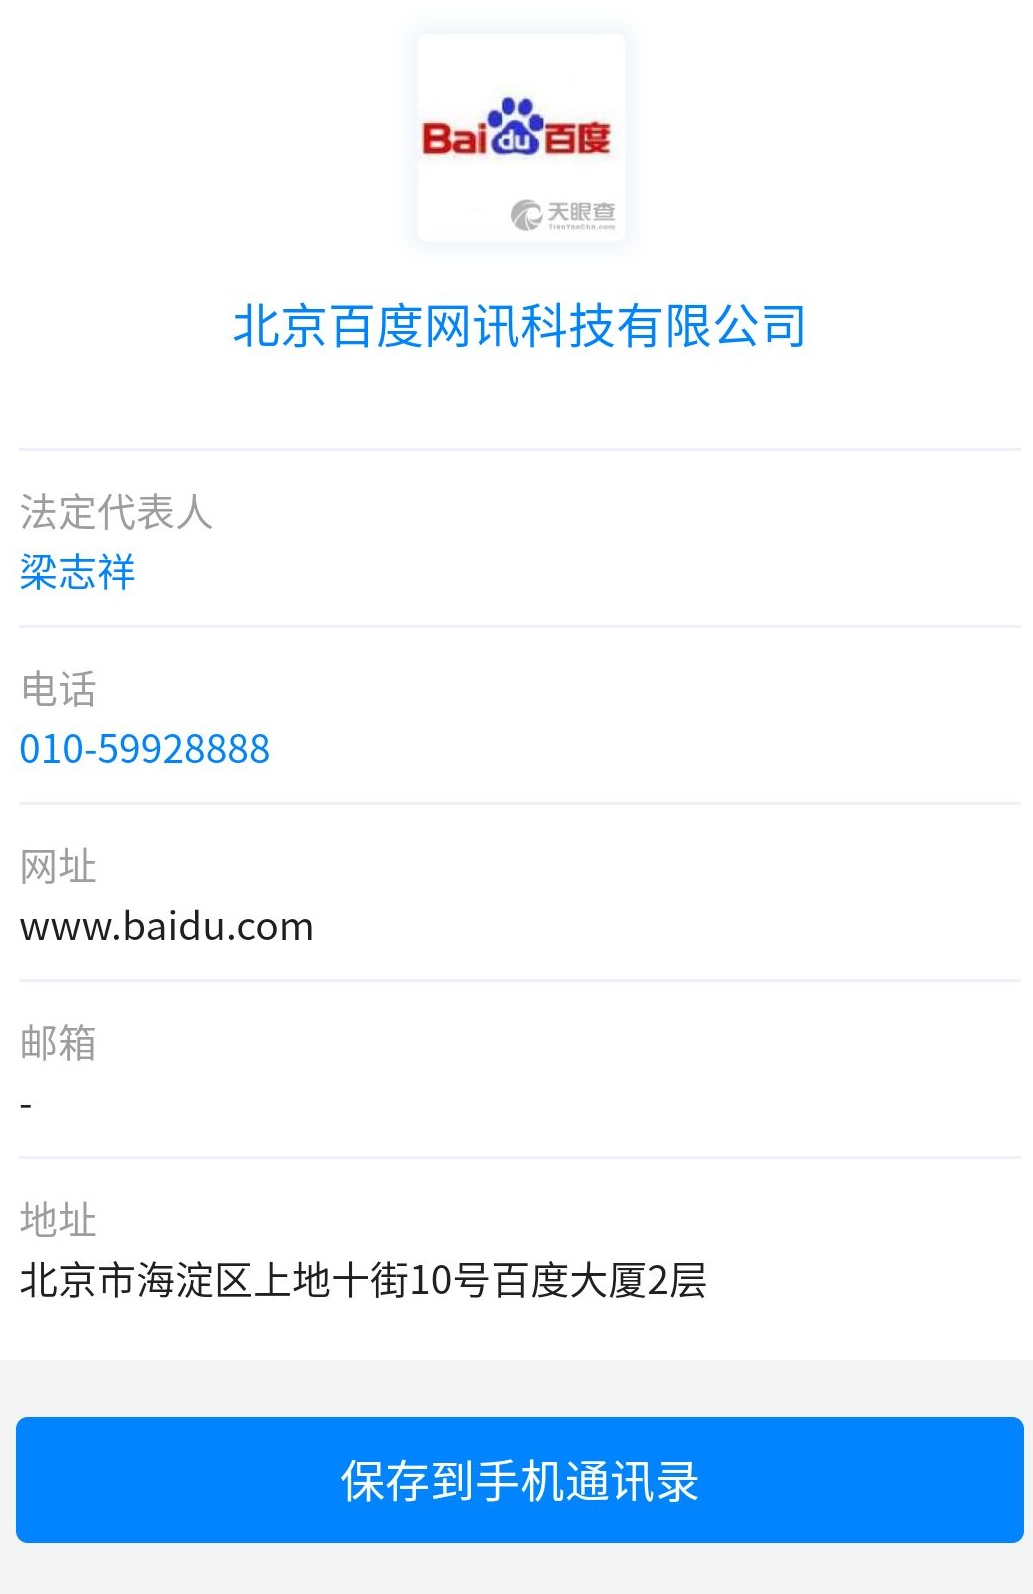 Bai du 百度
天眼查
TianYanCha.com
北京百度网讯科技有限公司
法定代表人
梁志祥
电话
010-59928888
网址
www.baidu.com
邮箱
-
地址
北京市海淀区上地十街10号百度大厦2层
保存到手机通讯录